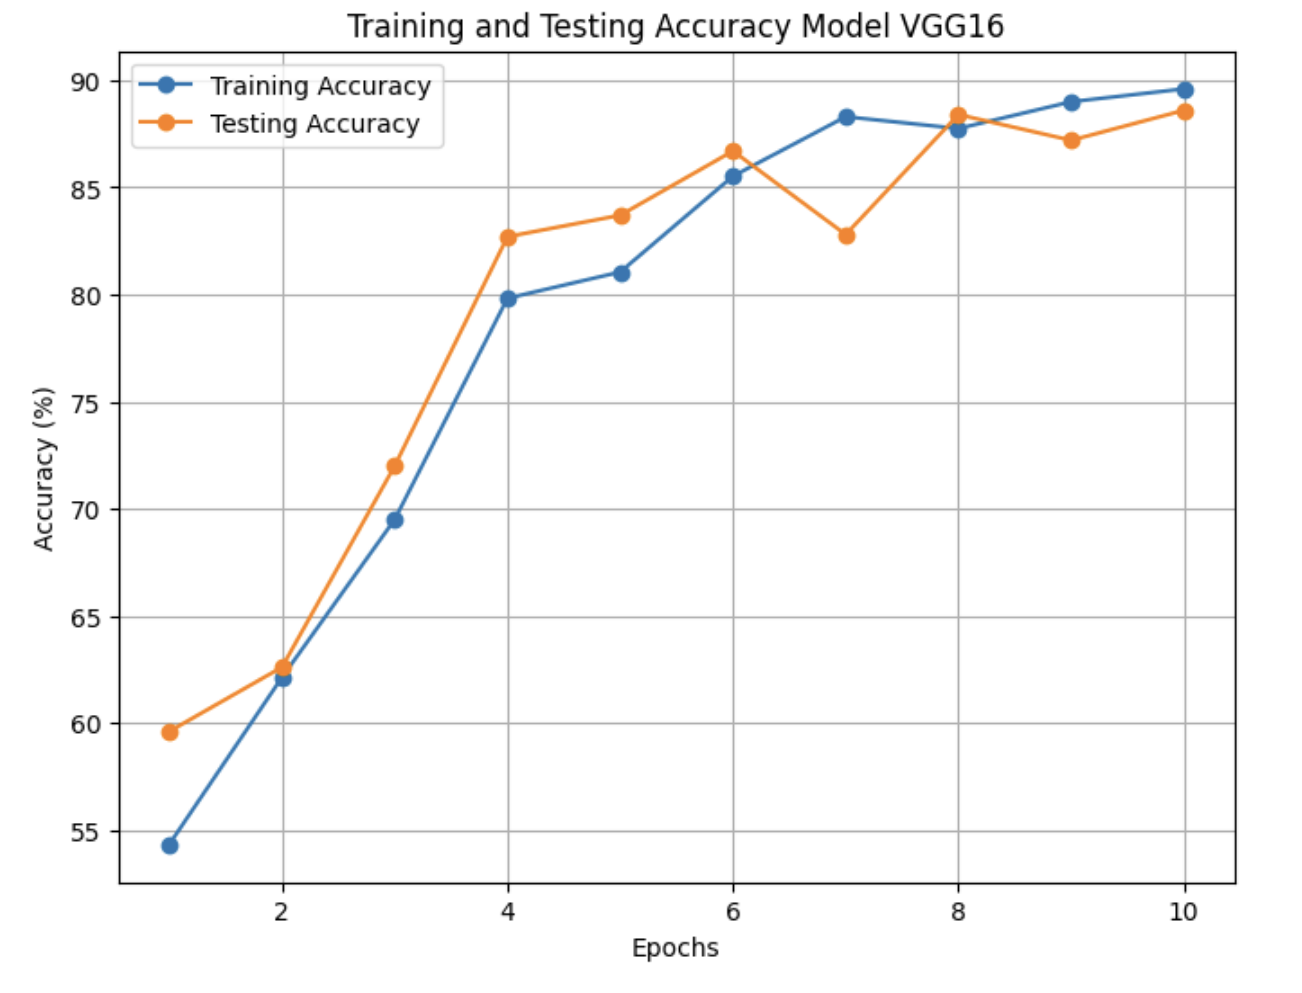 Training and Testing Accuracy Model VGG16
Training Accuracy
Testing Accuracy
90
85
80
75
70
65
60
55
Accuracy (%)
2 4 6 8 10
Epochs